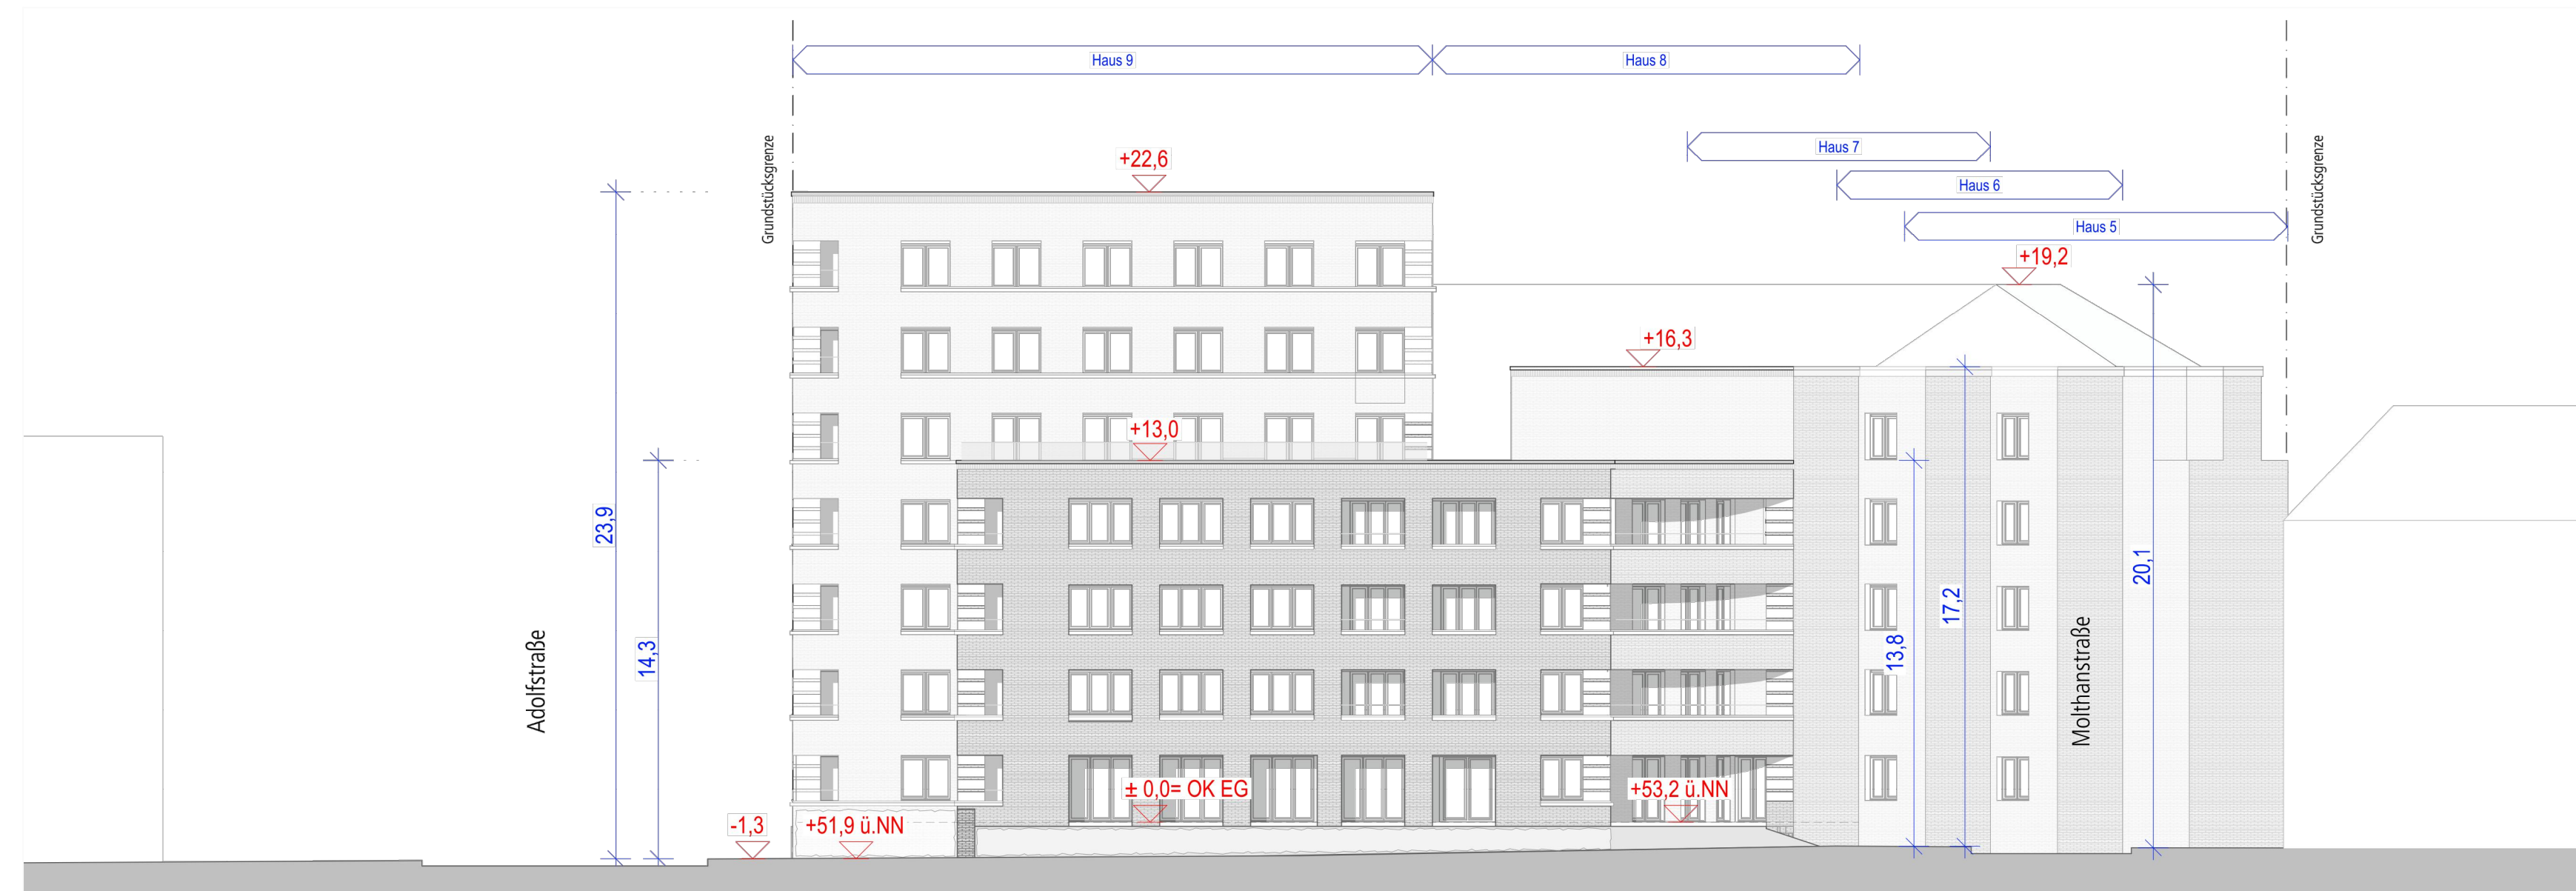 Haus 9
Haus 8
Grundstücksgrenze
Grundstücksgrenze
Haus 7
+22,6
Haus 6
Haus 5
+19,2
+16,3
+13,0
23,9
14,3
20,1
17,2
13,8
Adolfstraße
Molthanstraße
± 0,0= OK EG
+53,2 ü.NN
-1,3
+51,9 ü.NN